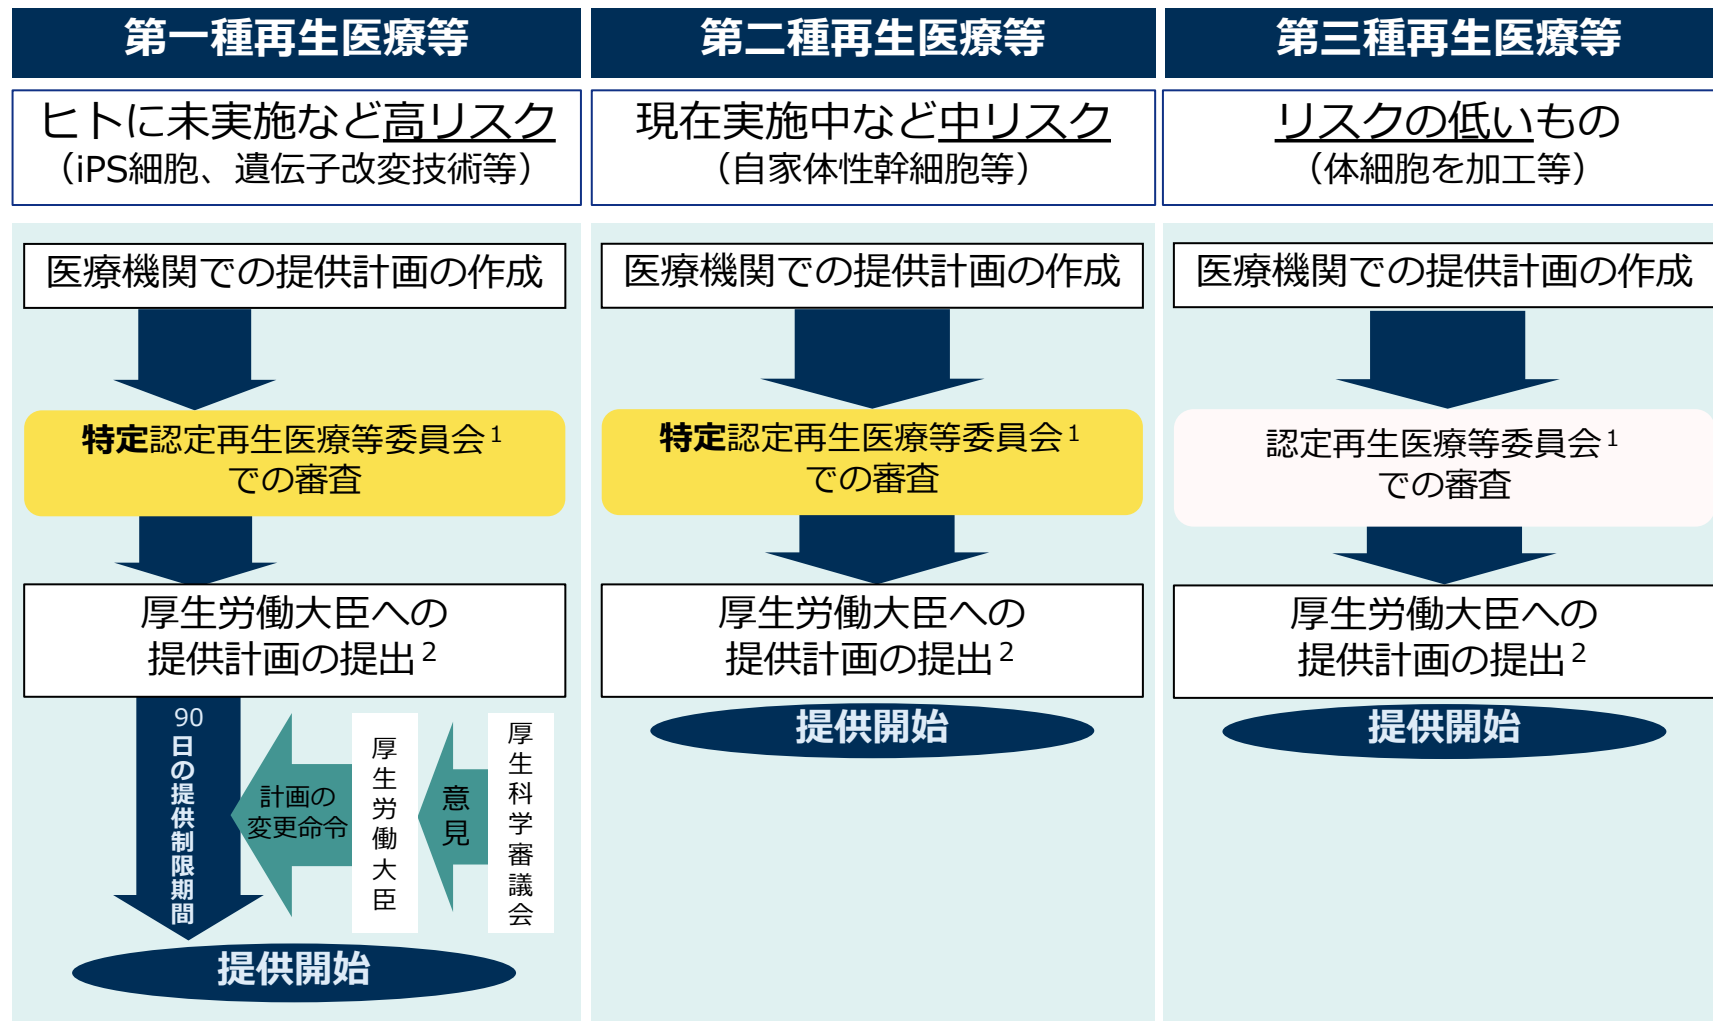 第一種再生医療等
ヒトに未実施など高リスク
（iPS細胞、遺伝子改変技術等）
医療機関での提供計画の作成
特定認定再生医療等委員会1
での審査
厚生労働大臣への
提供計画の提出2
90
日の提供制限期間
計画の
変更命令
厚生労働大臣
意見
厚生科学審議会
提供開始
第二種再生医療等
現在実施中など中リスク
（自家体性幹細胞等）
医療機関での提供計画の作成
特定認定再生医療等委員会1
での審査
厚生労働大臣への
提供計画の提出2
提供開始
第三種再生医療等
リスクの低いもの
（体細胞を加工等）
医療機関での提供計画の作成
認定再生医療等委員会1
での審査
厚生労働大臣への
提供計画の提出2
提供開始